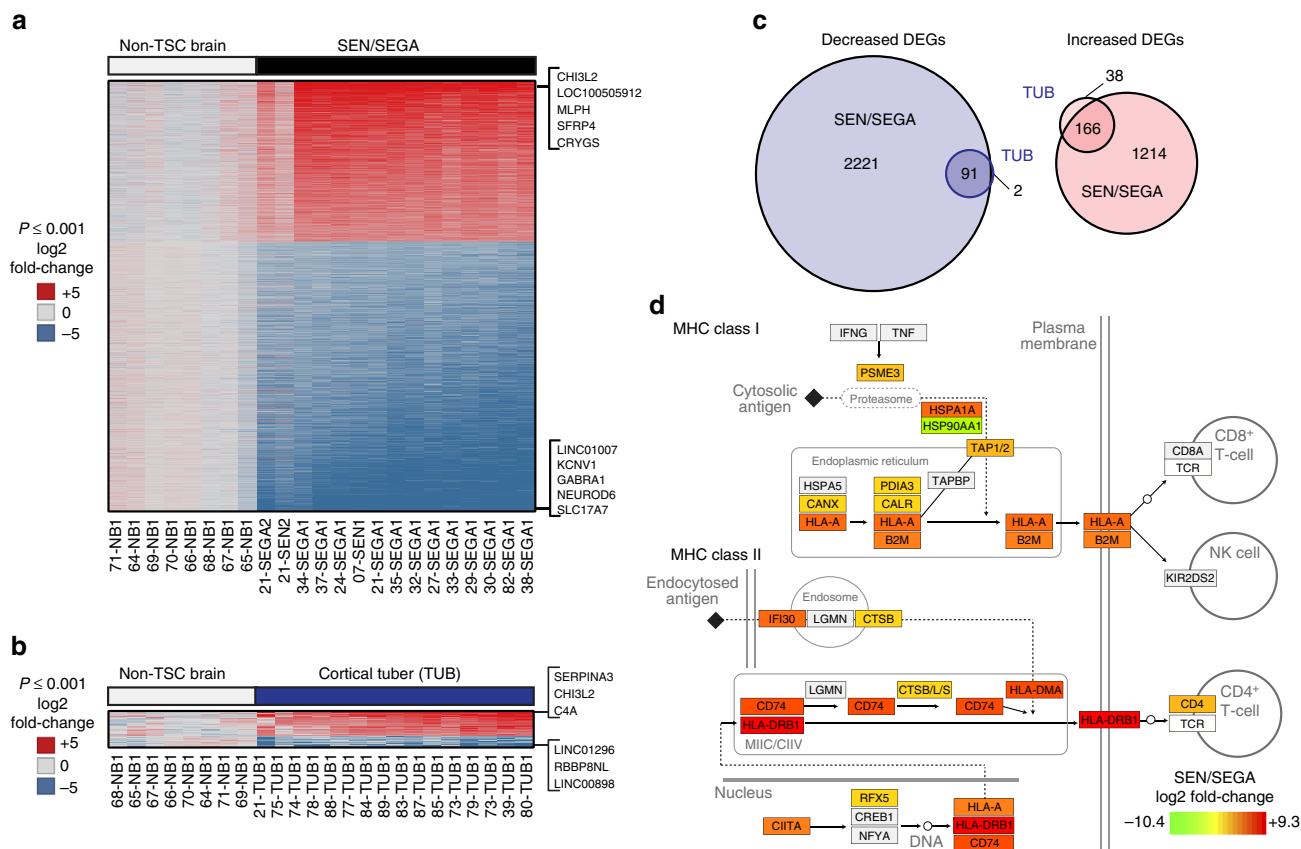 a
Non-TSC brain
SEN/SEGA
CHI3L2
LOC100505912
MLPH
SFRP4
CRYGS
P ≤ 0.001
log2
fold-change
+5
0
–5
LINC01007
KCNV1
GABRA1
NEUROD6
SLC17A7
71-NB1
64-NB1
69-NB1
70-NB1
66-NB1
68-NB1
67-NB1
65-NB1
21-SEGA2
21-SEN2
34-SEGA1
37-SEGA1
24-SEGA1
07-SEN1
21-SEGA1
35-SEGA1
32-SEGA1
27-SEGA1
33-SEGA1
29-SEGA1
30-SEGA1
82-SEGA1
38-SEGA1
b
Non-TSC brain
Cortical tuber (TUB)
SERPINA3
CHI3L2
C4A
P ≤ 0.001
log2
fold-change
+5
0
–5
LINC01296
RBBP8NL
LINC00898
68-NB1
65-NB1
67-NB1
66-NB1
70-NB1
64-NB1
71-NB1
69-NB1
21-TUB1
75-TUB1
74-TUB1
78-TUB1
88-TUB1
77-TUB1
84-TUB1
89-TUB1
83-TUB1
87-TUB1
85-TUB1
73-TUB1
79-TUB1
73-TUB1
39-TUB1
80-TUB1
c
Decreased DEGs
SEN/SEGA
2221
91
TUB
2
Increased DEGs
38
TUB
166
1214
SEN/SEGA
d
MHC class I
IFNG
TNF
PSME3
Plasma
membrane
Cytosolic
antigen
Proteasome
HSPA1A
HSP90AA1
TAP1/2
Endoplasmic reticulum
HSPA5
CANX
HLA-A
PDIA3
CALR
HLA-A
B2M
TAPBP
HLA-A
B2M
HLA-A
B2M
CD8A
TCR
CD8+
T-cell
NK cell
KIR2DS2
MHC class II
Endocytosed
antigen
Endosome
IFI30
LGMN
CTSB
CD74
HLA-DRB1
MIIC/CIIV
LGMN
CD74
CTSB/L/S
CD74
HLA-DMA
HLA-DRB1
CD4
TCR
CD4+
T-cell
Nucleus
CIITA
RFX5
CREB1
NFYA
DNA
HLA-A
HLA-DRB1
CD74
SEN/SEGA
log2 fold-change
–10.4
+9.3